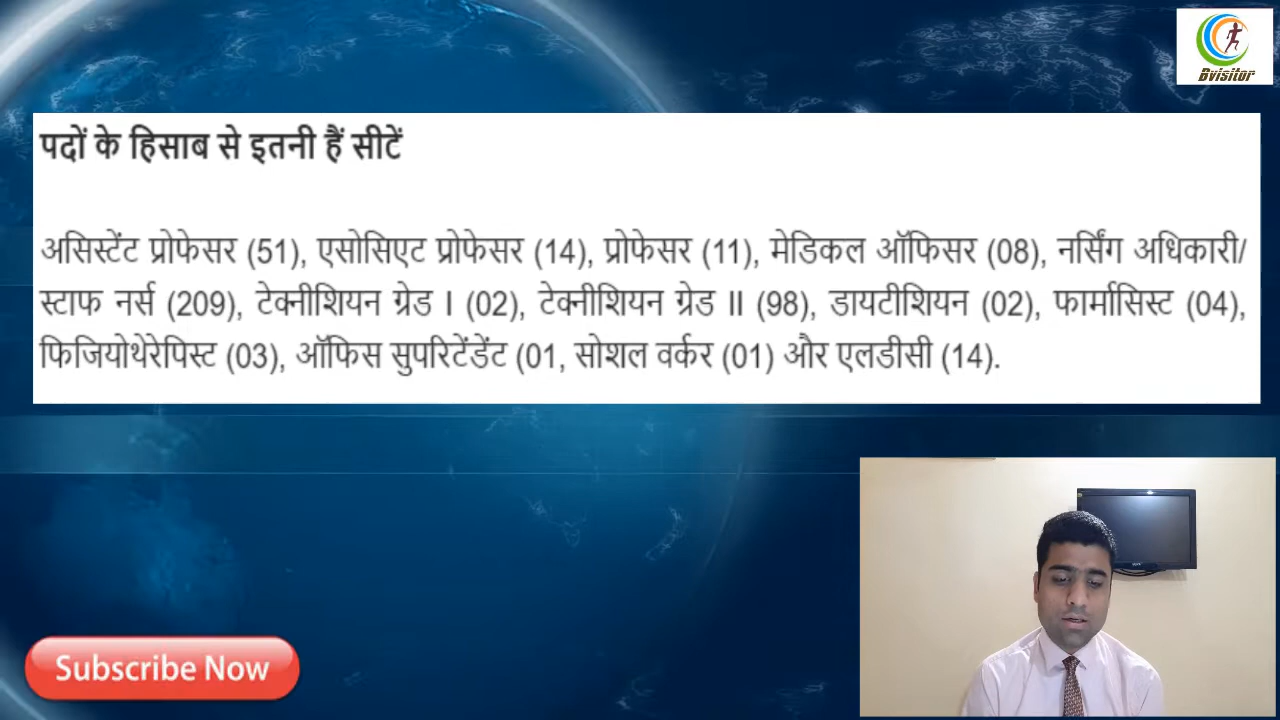 Bvisitor
पदों के हिसाब से इतनी हैं सीटें
असिस्टेंट प्रोफेसर (51), एसोसिएट प्रोफेसर (14), प्रोफेसर (11), मेडिकल ऑफिसर (08), नर्सिंग अधिकारी/
स्टाफ नर्स (209), टेक्नीशियन ग्रेड I (02), टेक्नीशियन ग्रेड II (98), डायटीशियन (02), फार्मासिस्ट (04),
फिजियोथेरेपिस्ट (03), ऑफिस सुपरिटेंडेंट (01, सोशल वर्कर (01) और एलडीसी (14).
Subscribe Now